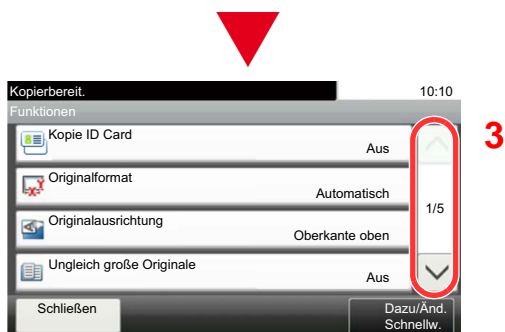 Kopierbereit. 10:10
Funktionen
Kopie ID Card
Aus
3
Originalformat
Automatisch
1/5
Originalausrichtung
Oberkante oben
Ungleich große Originale
Aus
Schließen
Dazu/Änd.
Schnellw.